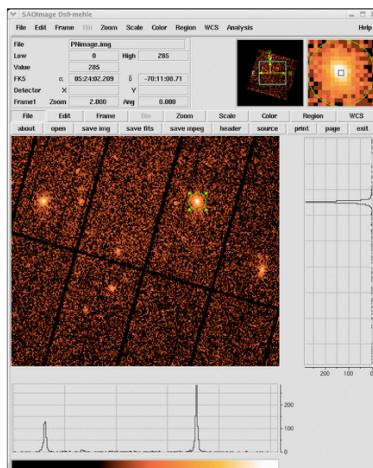 SAOImage Ds9-mehle
File Edit Frame Bin Zoom Scale Color Region WCS Analysis Help
File PNimage.img
Low 0 High 285
Value 285
FK5 α 05:24:02.209 δ -70:11:08.71
Detector X Y
Frame1 Zoom 2.000 Ang 0.000
File Edit Frame Bin Zoom Scale Color Region WCS
about open save img save fits save mpeg header source print page exit
200 100 0
200
100
0